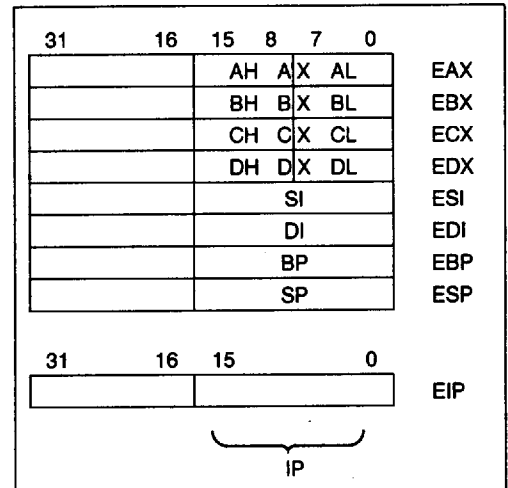 31 16 15 8 7 0
AH AX AL EAX
BH BX BL EBX
CH CX CL ECX
DH DX DL EDX
SI ESI
DI EDI
BP EBP
SP ESP
31 16 15 0
EIP
IP